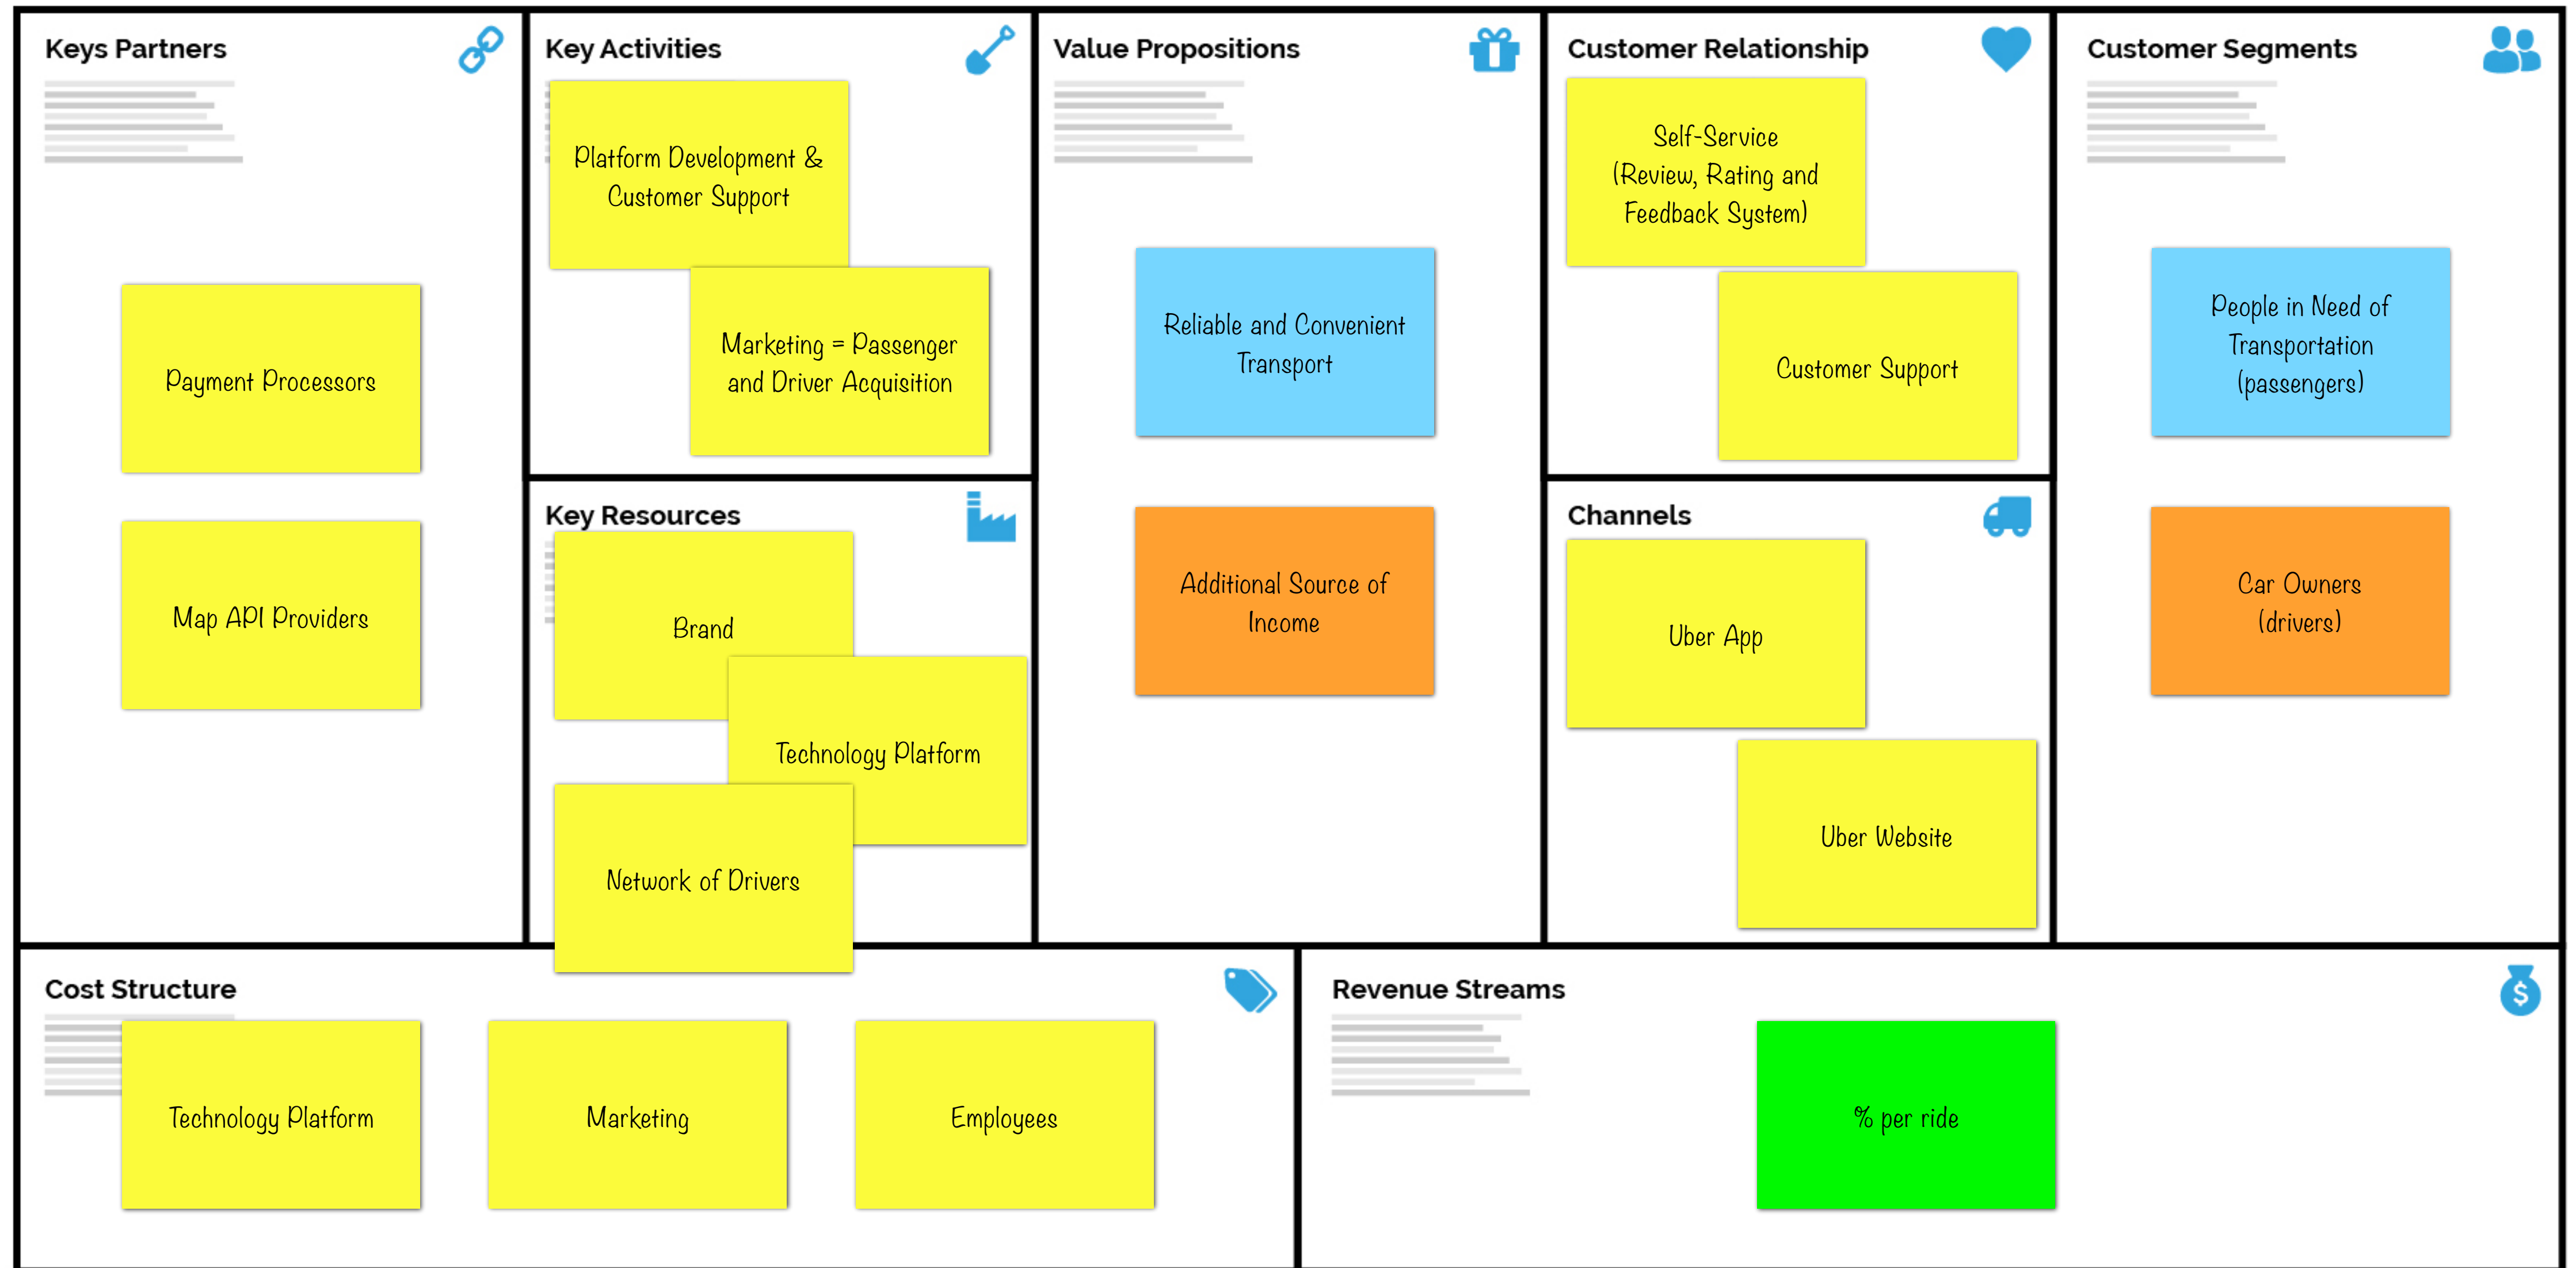 Keys Partners
Payment Processors
Map API Providers
Key Activities
Platform Development &
Customer Support
Marketing = Passenger
and Driver Acquisition
Key Resources
Brand
Technology Platform
Network of Drivers
Value Propositions
Reliable and Convenient
Transport
Additional Source of
Income
Customer Relationship
Self-Service
(Review, Rating and
Feedback System)
Customer Support
Channels
Uber App
Uber Website
Customer Segments
People in Need of
Transportation
(passengers)
Car Owners
(drivers)
Cost Structure
Technology Platform
Marketing
Employees
Revenue Streams
$
% per ride